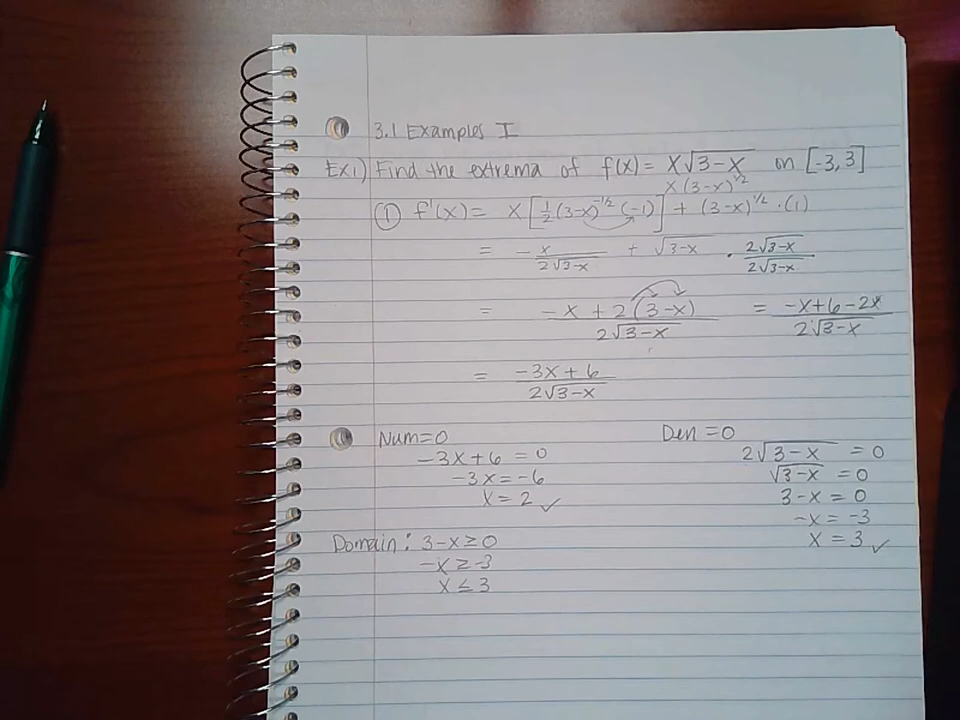 3.1 Examples I
Ex1) Find the extrema of f(x) = x√(3-x) on [-3,3]
x(3-x)^1/2
① f'(x) = x[1/2(3-x)^-1/2(-1)] + (3-x)^1/2 · (1)
= -x/(2√(3-x)) + √(3-x) · (2√(3-x))/(2√(3-x))
= (-x + 2(3-x))/(2√(3-x)) = (-x+6-2x)/(2√(3-x))
= (-3x+6)/(2√(3-x))
Num=0
-3x+6 = 0
-3x = -6
x = 2 ✓
Den = 0
2√(3-x) = 0
√(3-x) = 0
3-x = 0
-x = -3
x = 3 ✓
Domain: 3-x ≥ 0
-x ≥ -3
x ≤ 3